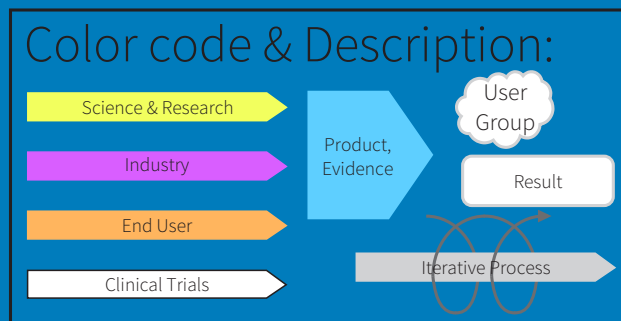 Color code & Description:
Science & Research
Industry
End User
Clinical Trials
Product,
Evidence
User
Group
Result
Iterative Process